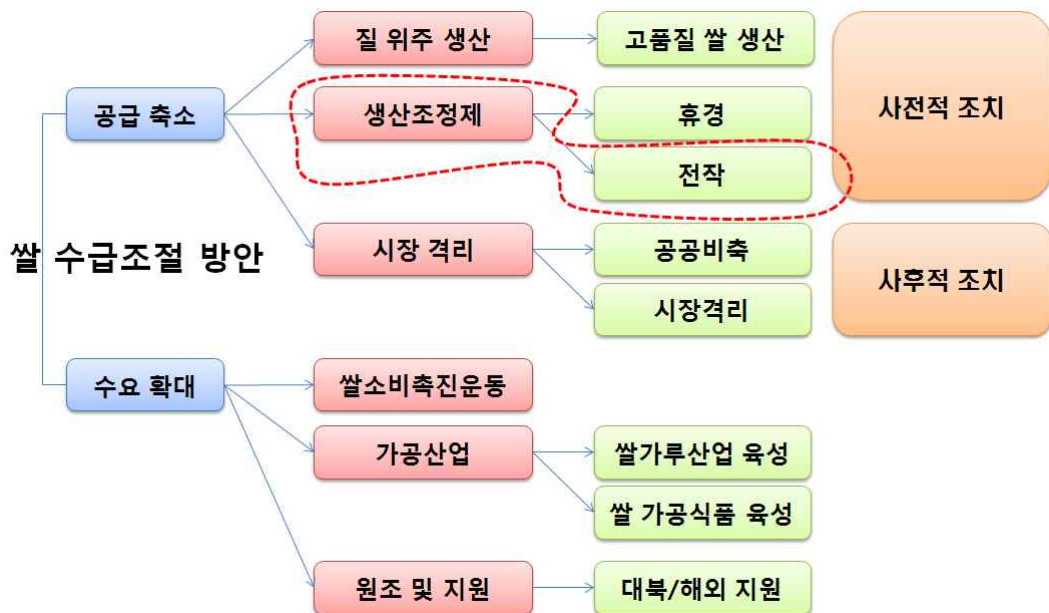 쌀 수급조절 방안
공급 축소
질 위주 생산
고품질 쌀 생산
생산조정제
휴경
전작
사전적 조치
시장 격리
공공비축
시장격리
사후적 조치
수요 확대
쌀소비촉진운동
가공산업
쌀가루산업 육성
쌀 가공식품 육성
원조 및 지원
대북/해외 지원